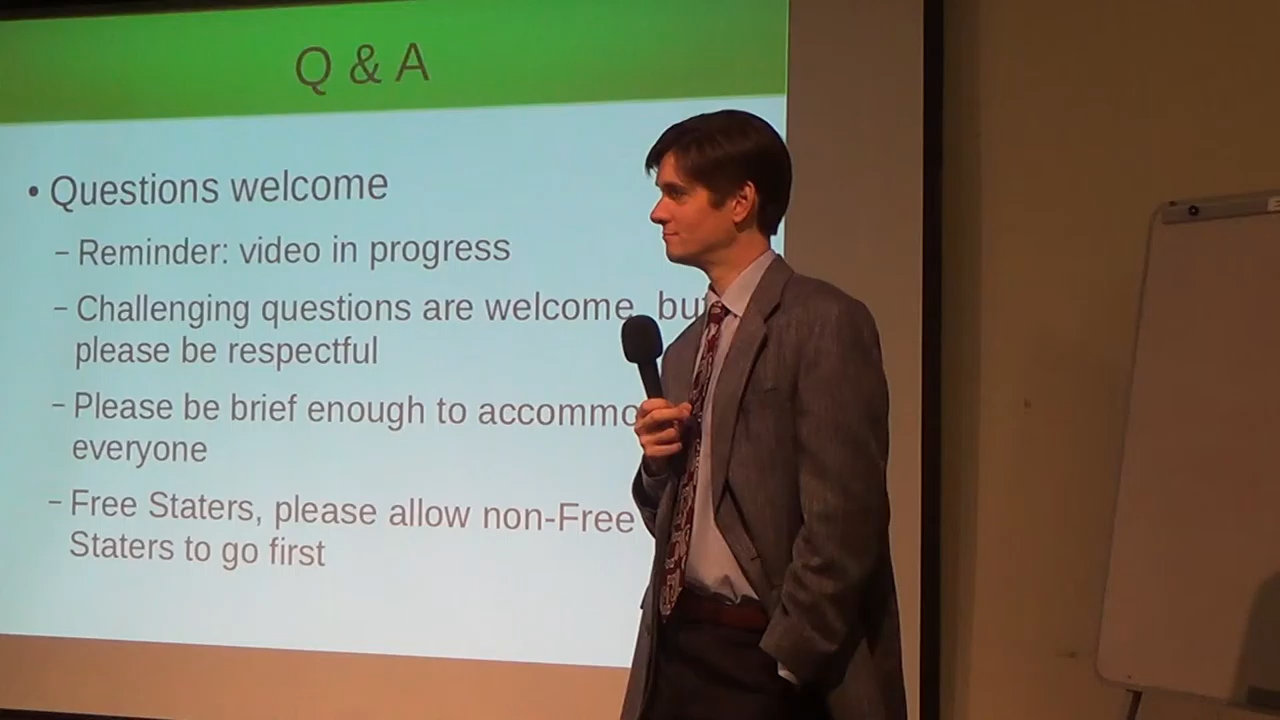 Q & A
• Questions welcome
– Reminder: video in progress
– Challenging questions are welcome, but
please be respectful
– Please be brief enough to
everyone
– Free Staters, please allow non-Free
Staters to go first